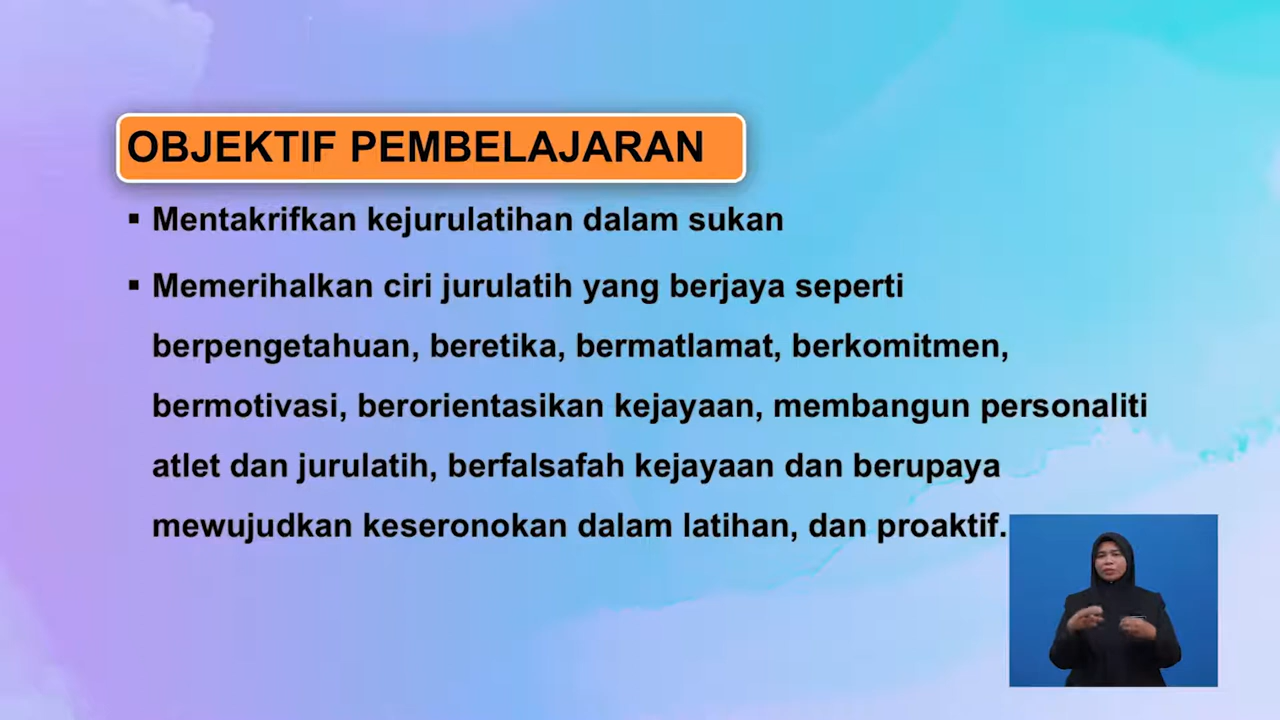 OBJEKTIF PEMBELAJARAN
▪ Mentakrifkan kejurulatihan dalam sukan
▪ Memerihalkan ciri jurulatih yang berjaya seperti
berpengetahuan, beretika, bermatlamat, berkomitmen,
bermotivasi, berorientasikan kejayaan, membangun personaliti
atlet dan jurulatih, berfalsafah kejayaan dan berupaya
mewujudkan keseronokan dalam latihan, dan proaktif.